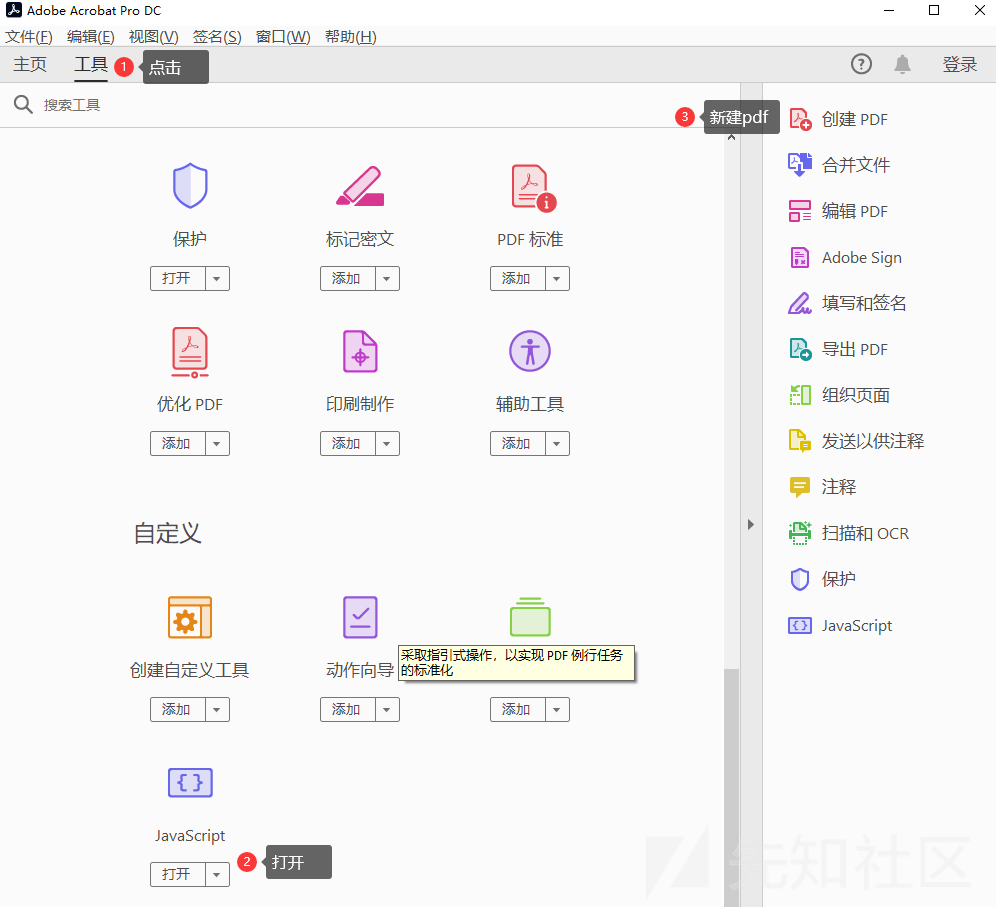 Adobe Acrobat Pro DC
文件(F) 编辑(E) 视图(V) 签名(S) 窗口(W) 帮助(H)
主页 工具 1 点击 登录
搜索工具
3 新建pdf
保护 标记密文 PDF 标准
打开 添加 添加
优化 PDF 印刷制作 辅助工具
添加 添加 添加
自定义
创建自定义工具 动作向导
采取指引式操作，以实现 PDF 例行任务
的标准化
添加 添加 添加
JavaScript
打开 2 打开
创建 PDF
合并文件
编辑 PDF
Adobe Sign
填写和签名
导出 PDF
组织页面
发送以供注释
注释
扫描和 OCR
保护
JavaScript
先知社区